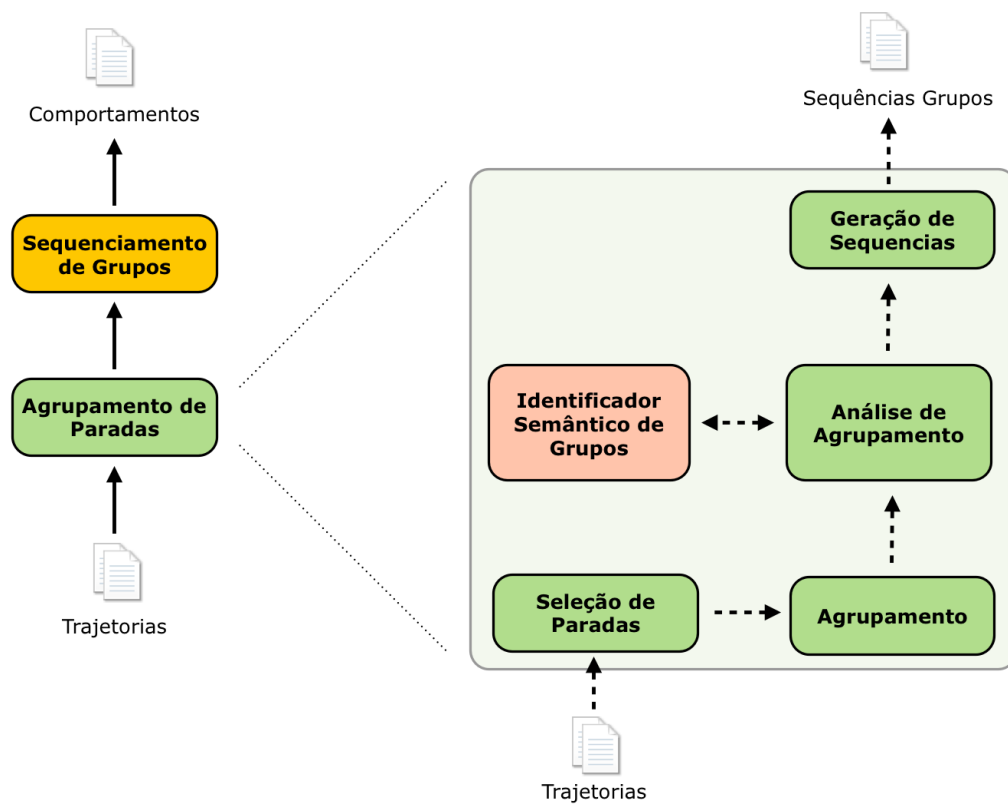 Comportamentos
Sequenciamento
de Grupos
Agrupamento de
Paradas
Trajetorias
Sequências Grupos
Geração de
Sequencias
Identificador
Semântico de
Grupos
Análise de
Agrupamento
Seleção de
Paradas
Agrupamento
Trajetorias